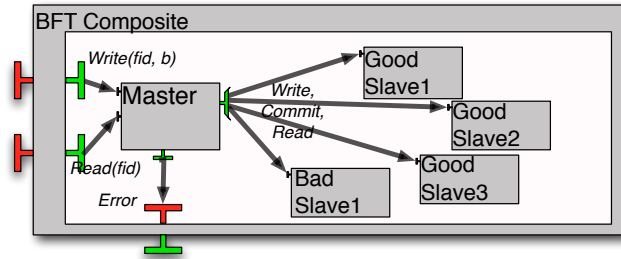 BFT Composite
Write(fid, b)
Master
Read(fid)
Error
Write,
Commit,
Read
Good
Slave1
Good
Slave2
Good
Slave3
Bad
Slave1